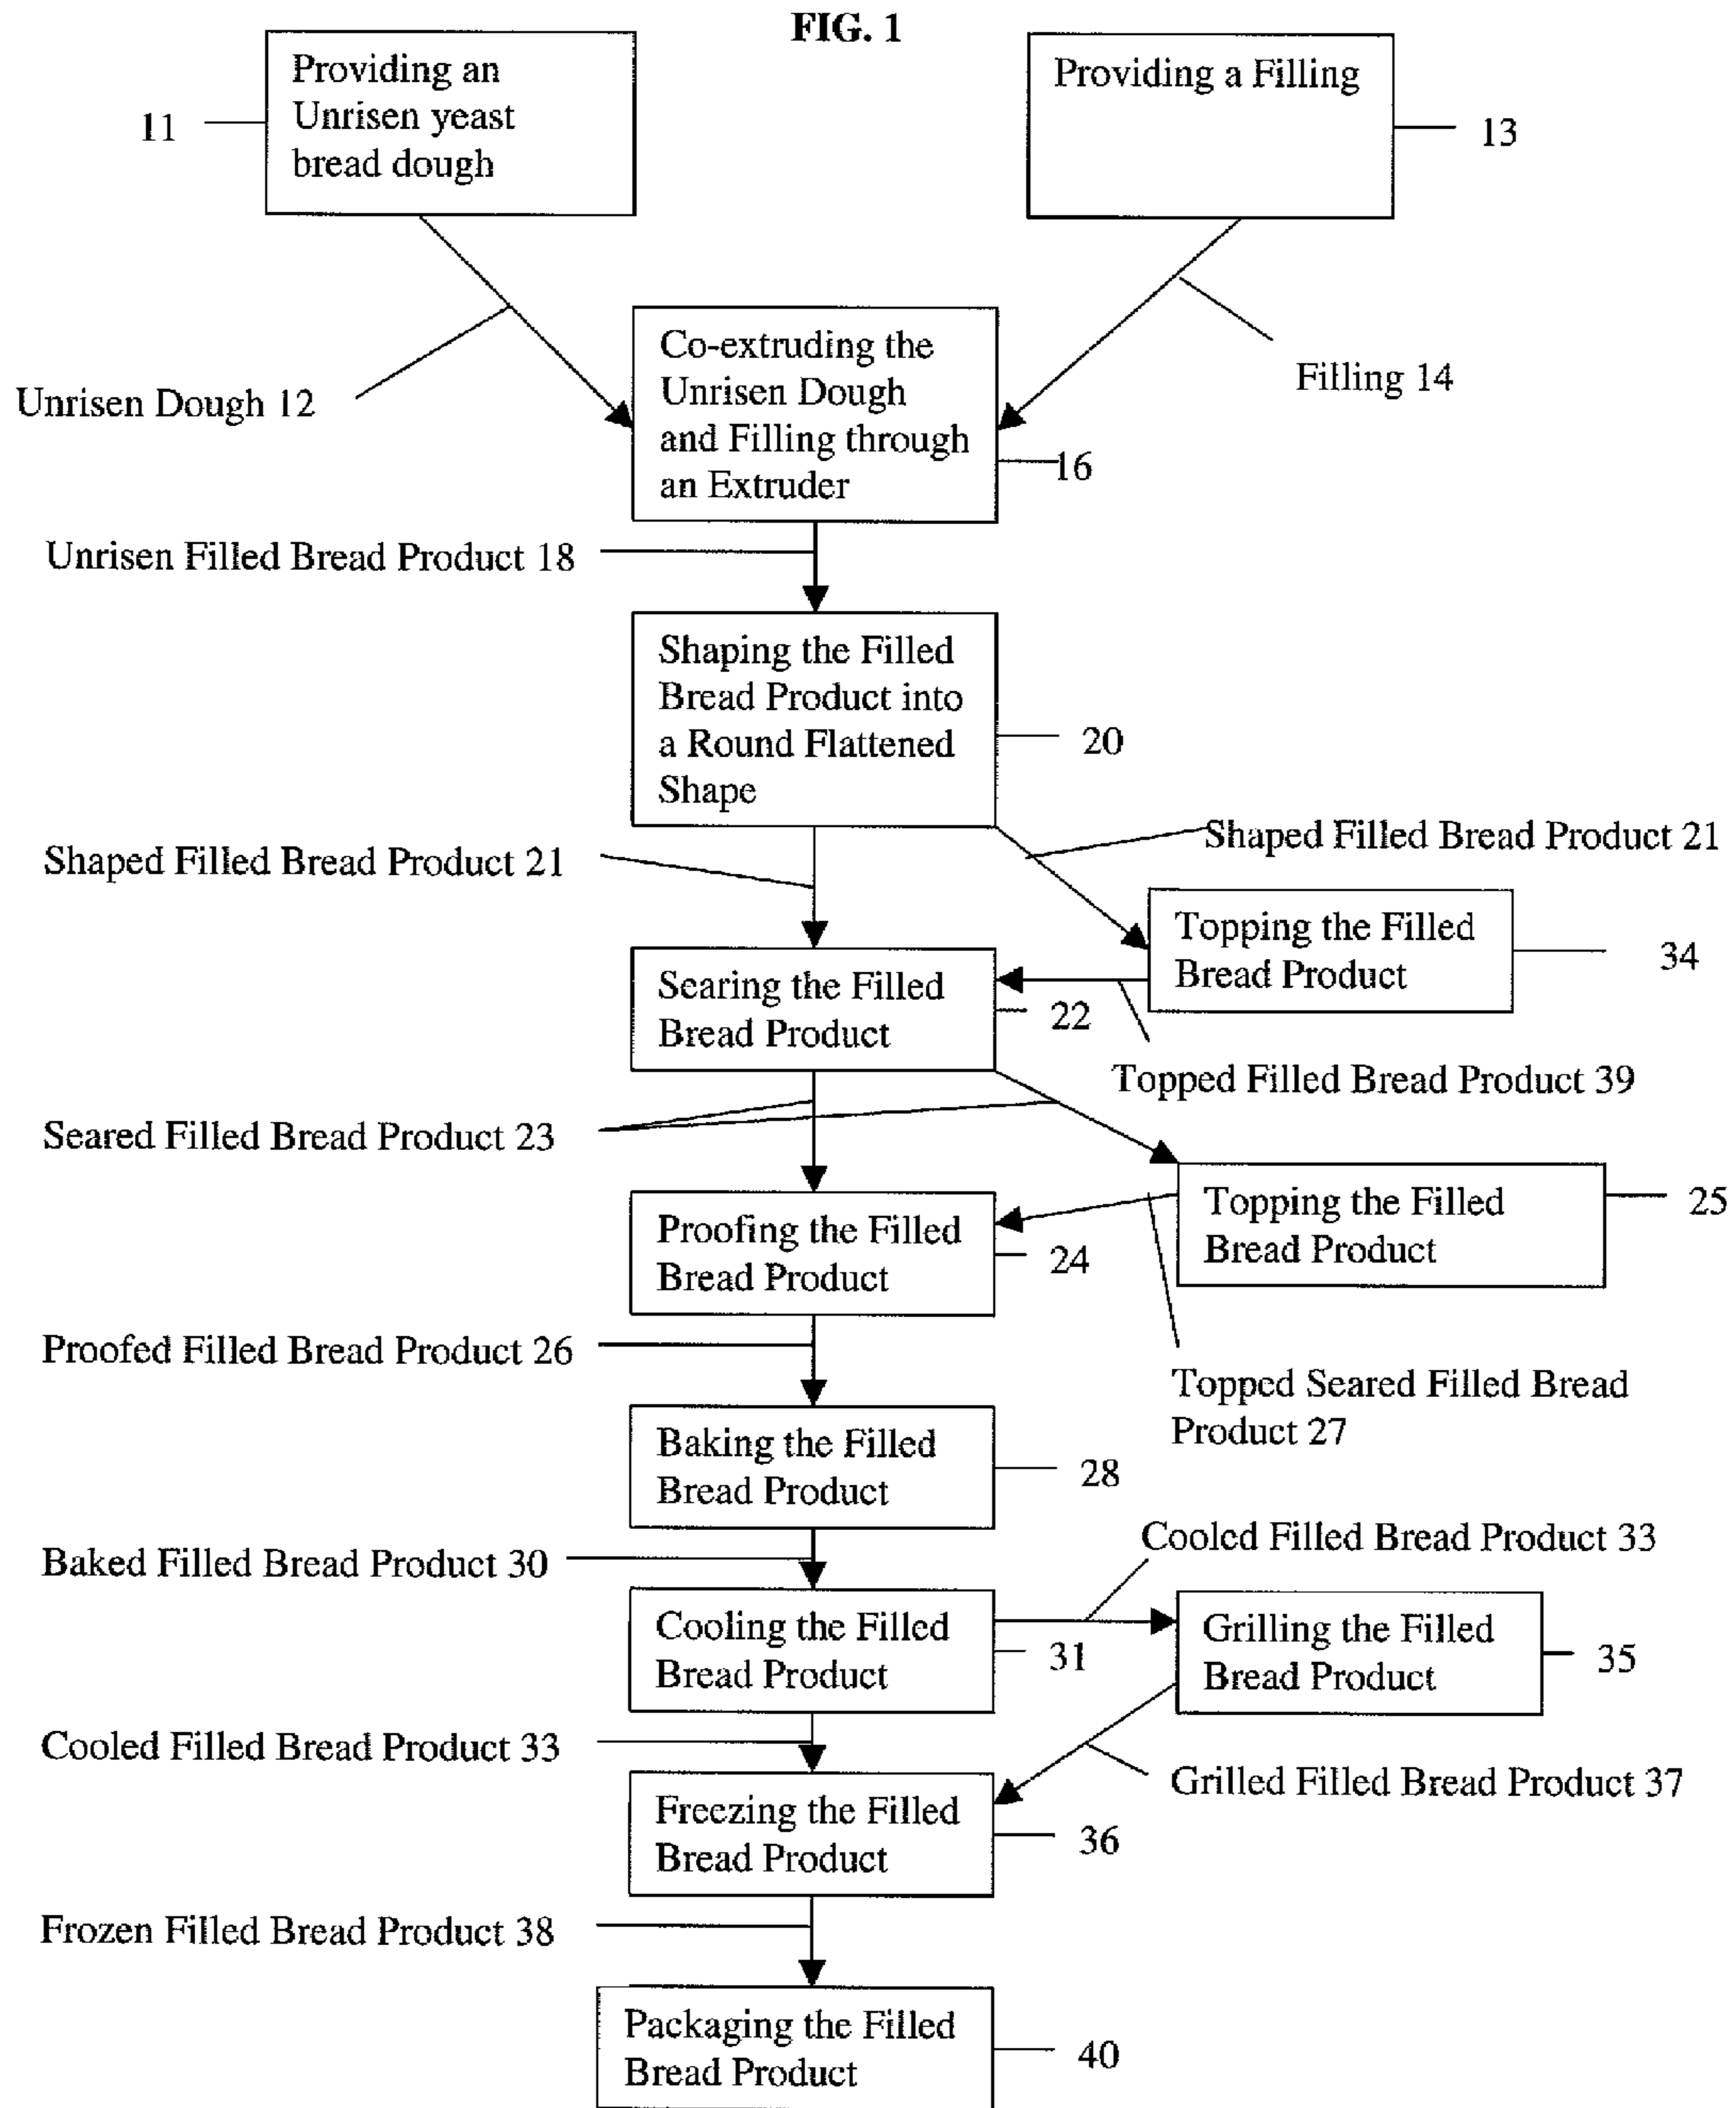 FIG. 1
Providing an
Unrisen yeast
bread dough
11
Providing a Filling
13
Unrisen Dough 12
Filling 14
Co-extruding the
Unrisen Dough
and Filling through
an Extruder
16
Unrisen Filled Bread Product 18
Shaping the Filled
Bread Product into
a Round Flattened
Shape
20
Shaped Filled Bread Product 21
Shaped Filled Bread Product 21
Topping the Filled
Bread Product
34
Searing the Filled
Bread Product
22
Topped Filled Bread Product 39
Seared Filled Bread Product 23
Topping the Filled
Bread Product
25
Proofing the Filled
Bread Product
24
Proofed Filled Bread Product 26
Topped Seared Filled Bread
Product 27
Baking the Filled
Bread Product
28
Baked Filled Bread Product 30
Cooled Filled Bread Product 33
Cooling the Filled
Bread Product
31
Grilling the Filled
Bread Product
35
Cooled Filled Bread Product 33
Grilled Filled Bread Product 37
Freezing the Filled
Bread Product
36
Frozen Filled Bread Product 38
Packaging the Filled
Bread Product
40